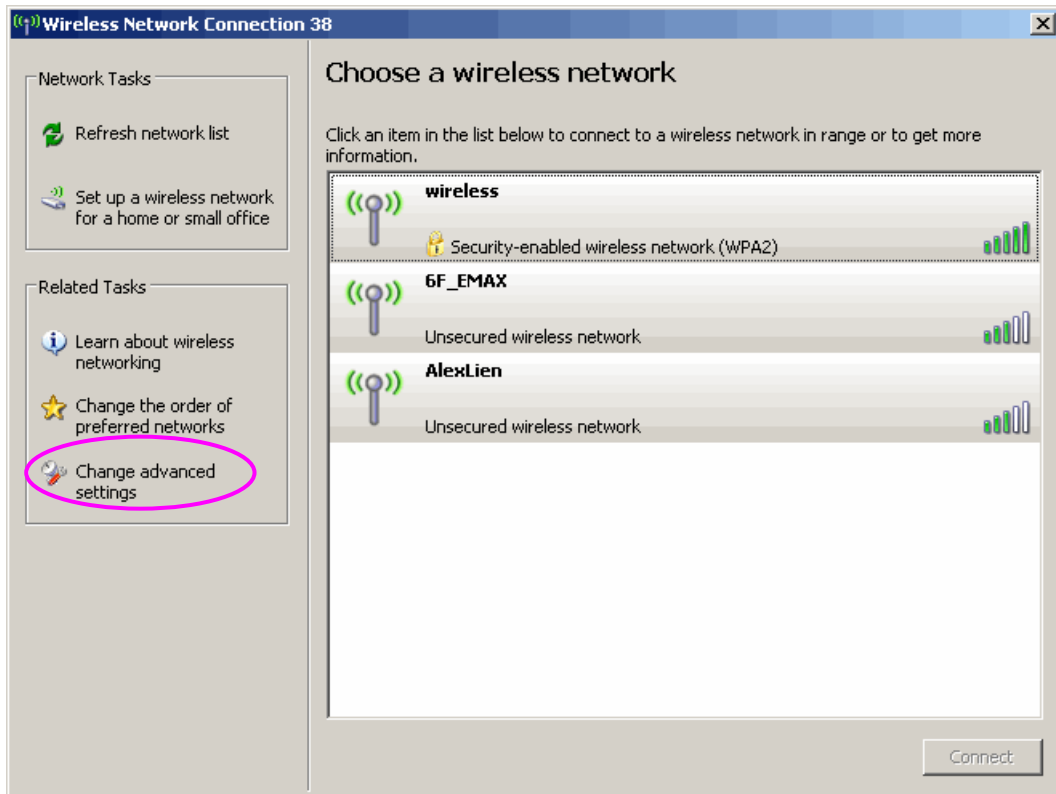 Wireless Network Connection 38
Network Tasks
Refresh network list
Set up a wireless network
for a home or small office
Related Tasks
Learn about wireless
networking
Change the order of
preferred networks
Change advanced
settings
Choose a wireless network
Click an item in the list below to connect to a wireless network in range or to get more
information.
wireless
Security-enabled wireless network (WPA2)
6F_EMAX
Unsecured wireless network
AlexLien
Unsecured wireless network
Connect